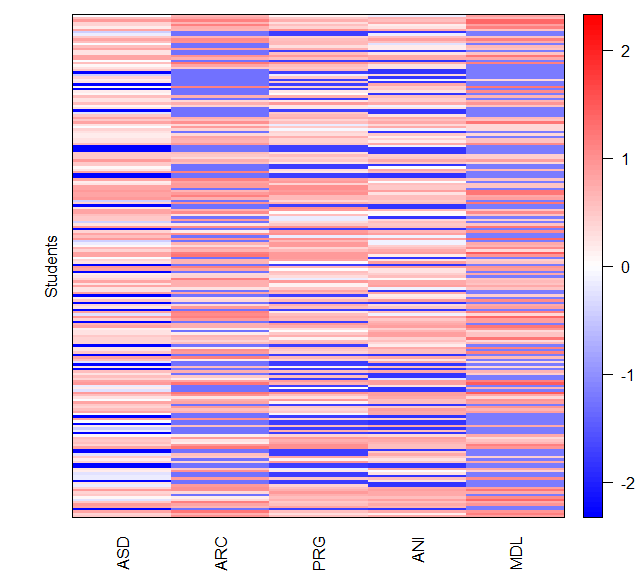 2
1
0
-1
-2
Students
ASD
ARC
PRG
ANI
MDL